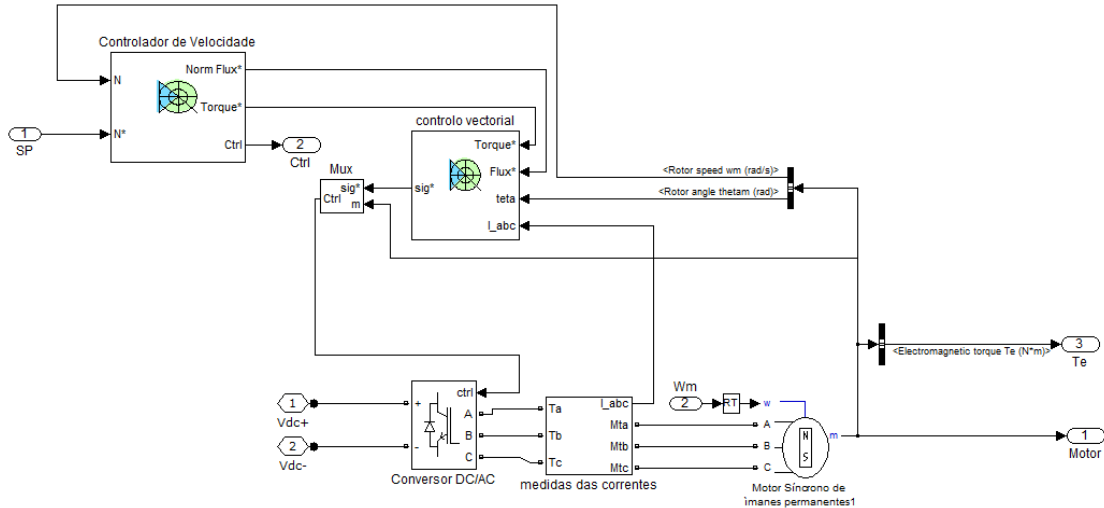 Controlador de Velocidade
N
N*
Norm Flux*
Torque*
Ctrl
1
SP
2
Ctrl
controlo vectorial
Torque*
Flux*
teta
I_abc
sig*
Mux
sig*
Ctrl
m
<Rotor speed wm (rad/s)>
<Rotor angle thetam (rad)>
<Electromagnetic torque Te (N*m)>
3
Te
1
Vdc+
2
Vdc-
ctrl
+
-
A
B
C
Conversor DC/AC
Ta
Tb
Tc
I_abc
Mta
Mtb
Mtc
medidas das correntes
Wm
2
RT
w
A
B
C
N
S
m
Motor Síncrono de
ímanes permanentes1
1
Motor